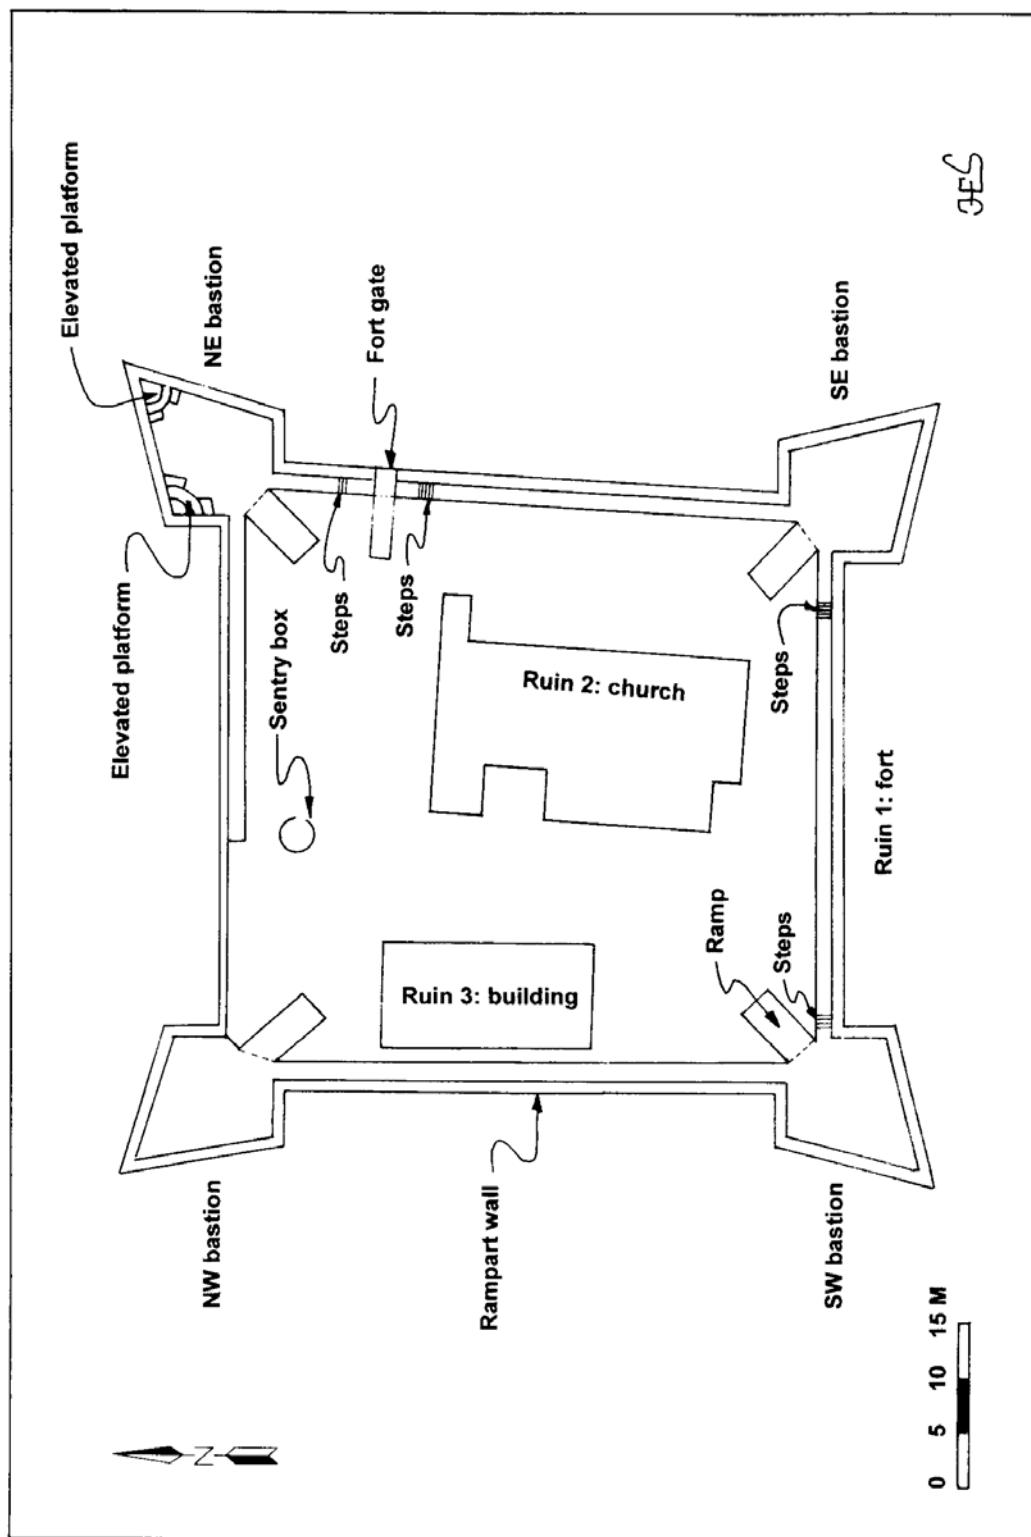 Elevated platform
NE bastion
Fort gate
SE bastion
Elevated platform
Sentry box
Steps
Steps
Steps
Ruin 2: church
Ruin 1: fort
Ramp
Steps
Ruin 3: building
NW bastion
Rampart wall
SW bastion
N
0 5 10 15 M